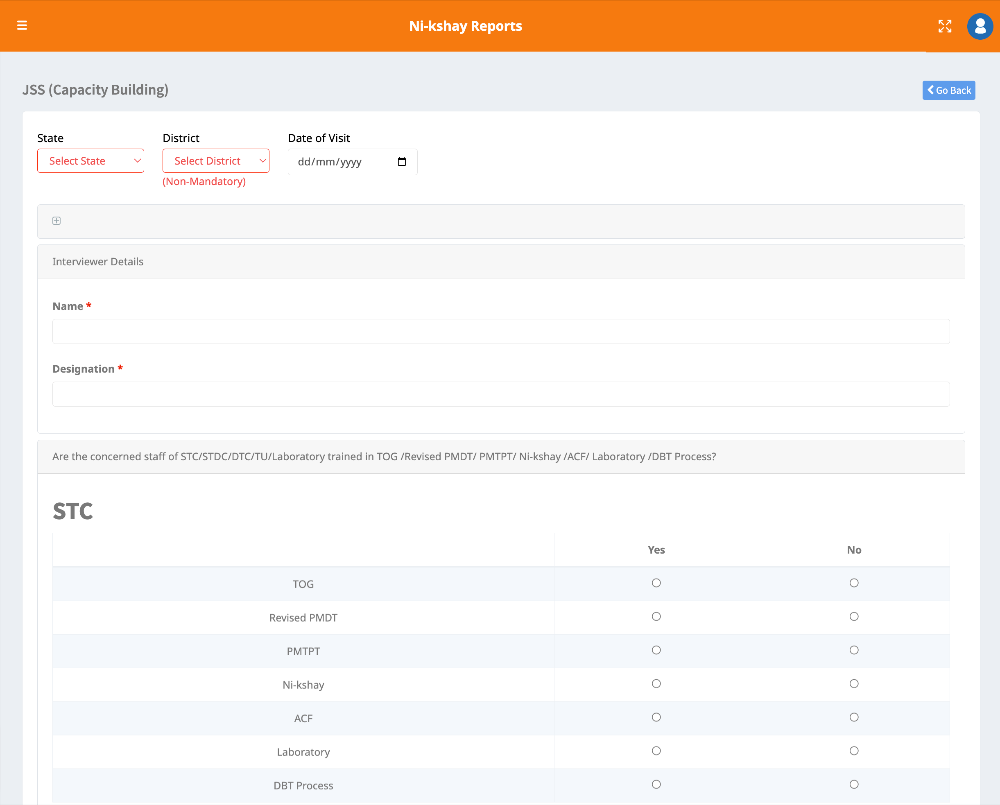 Ni-kshay Reports
JSS (Capacity Building)
Go Back
State
District
Date of Visit
Select State
Select District
dd/mm/yyyy
(Non-Mandatory)
Interviewer Details
Name *
Designation *
Are the concerned staff of STC/STDC/DTC/TU/Laboratory trained in TOG /Revised PMDT/ PMTPT/ Ni-kshay /ACF/ Laboratory /DBT Process?
STC
Yes No
TOG
Revised PMDT
PMTPT
Ni-kshay
ACF
Laboratory
DBT Process